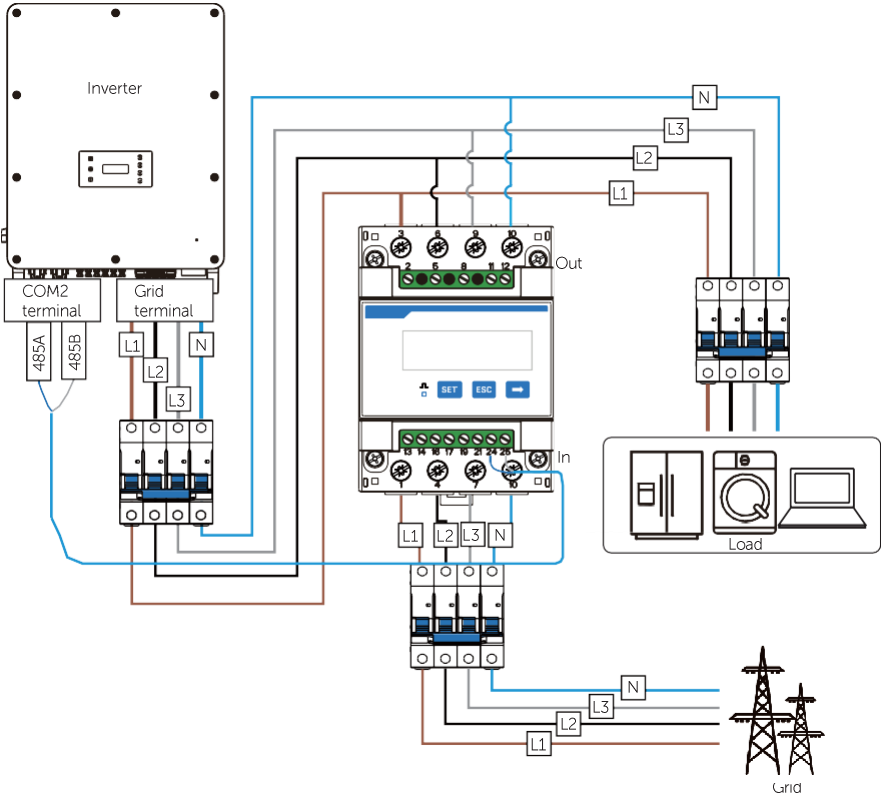 Inverter
N
L3
L2
L1
3 6 9 10
Out
2 5 8 11 12
COM2
terminal
Grid
terminal
485A
485B
L1
L2
L3
N
SET
ESC
13 14 16 17 19 21 24 25
In
1 4 7 10
L1
L2
L3
N
Load
N
L3
L2
L1
Grid